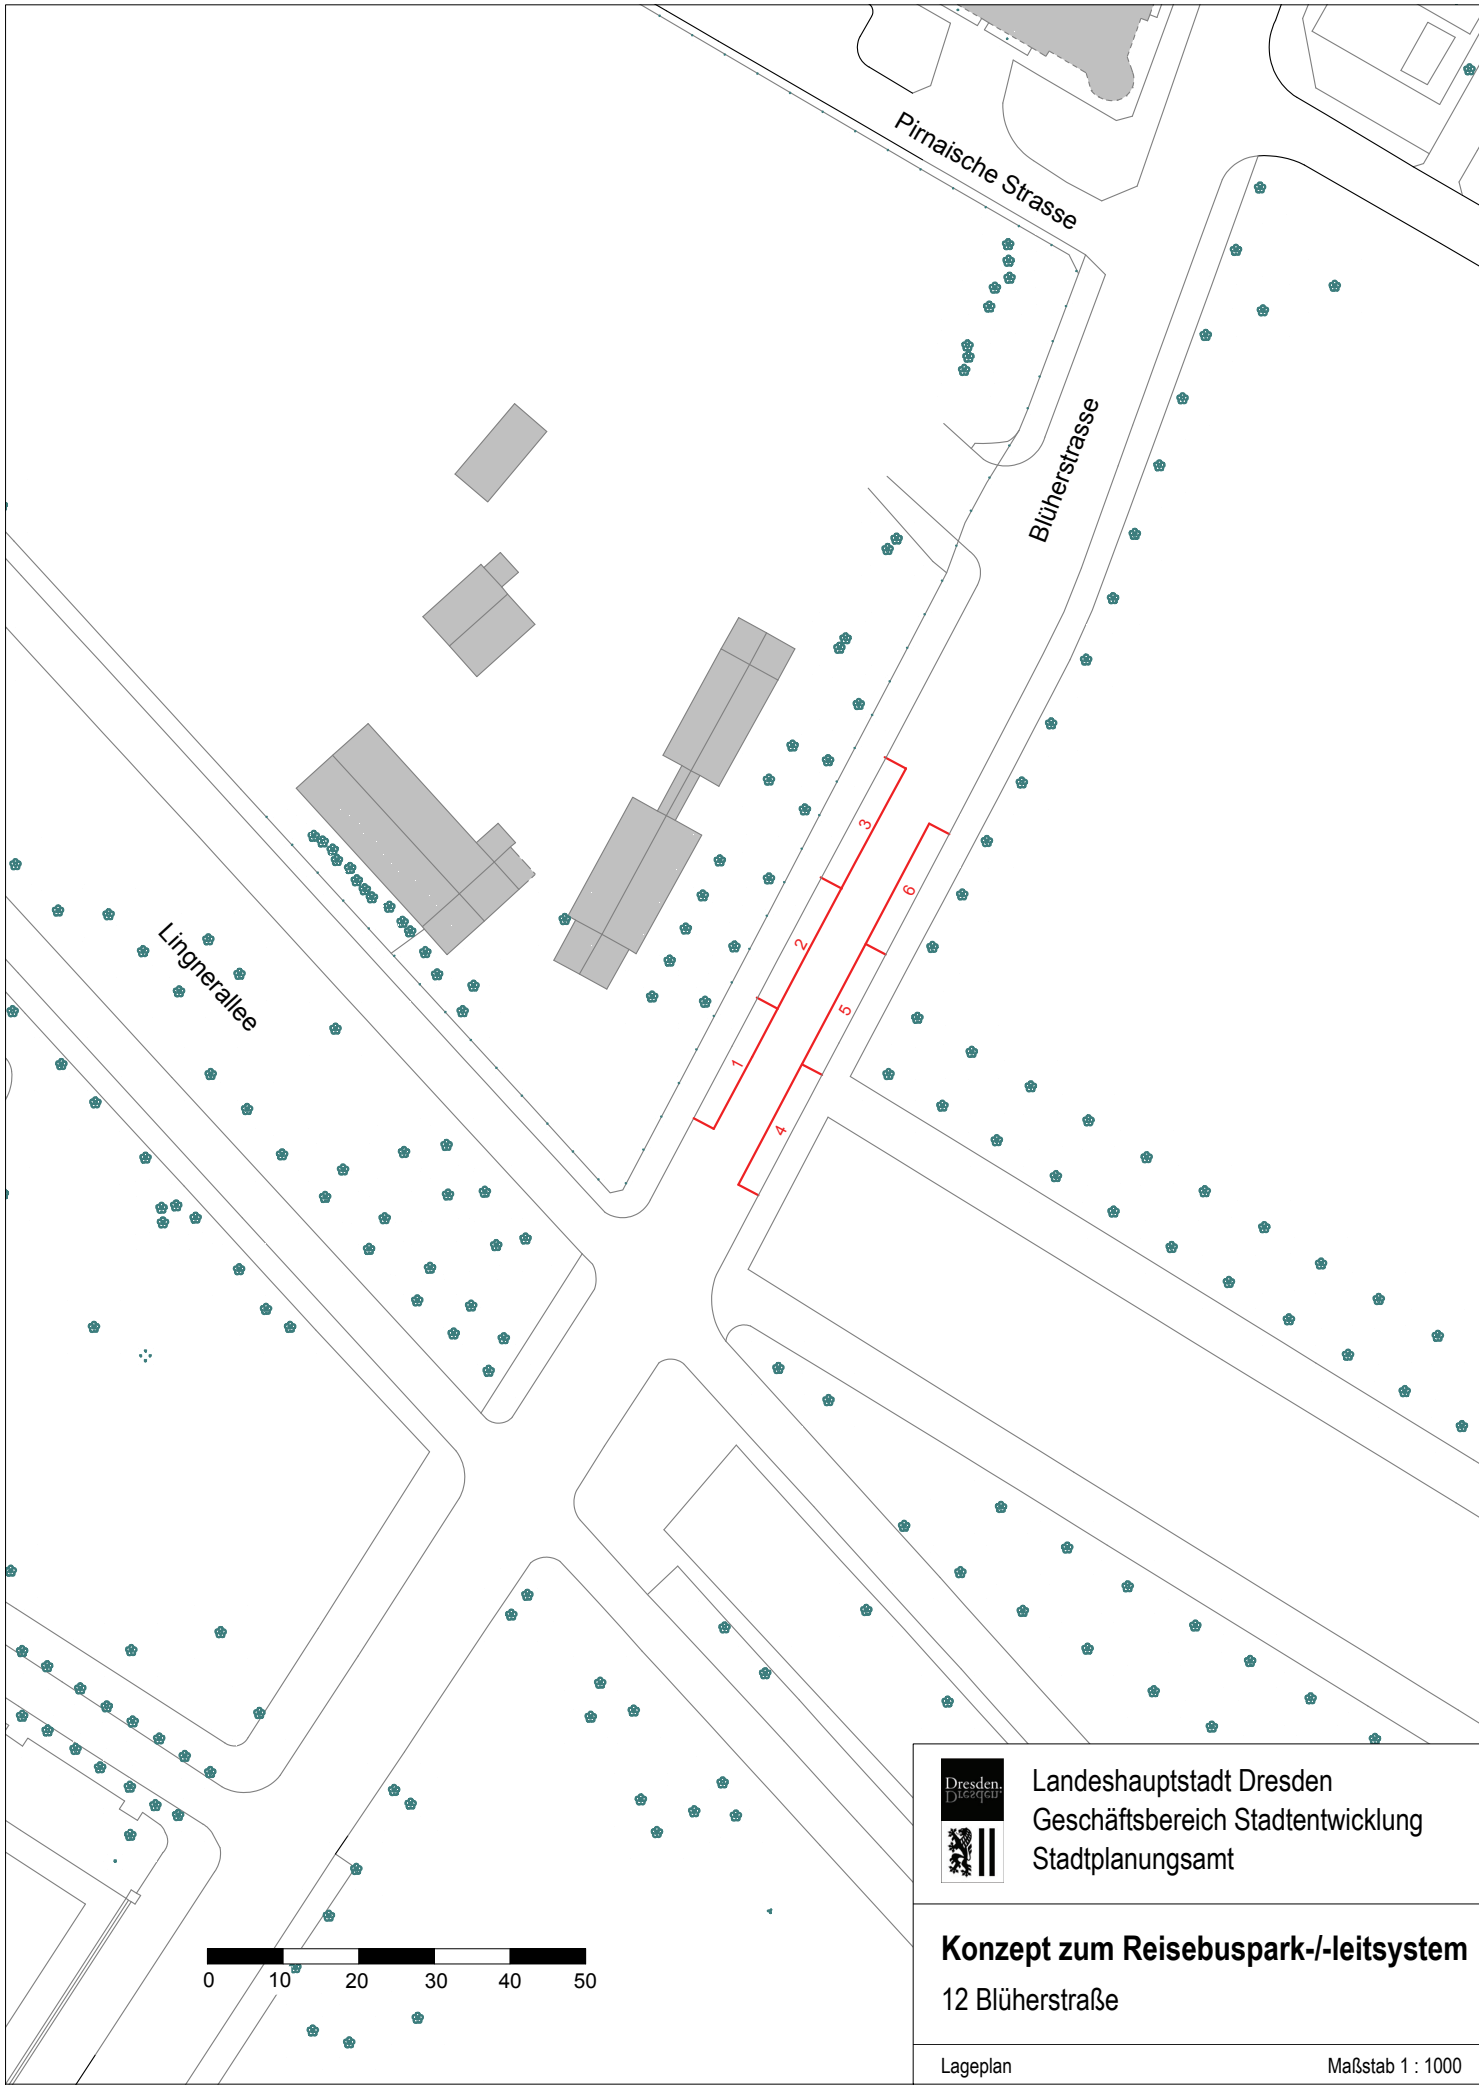 Pirnaische Strasse
Blüherstrasse
Lingnerallee
3
6
2
5
1
4
0 10 20 30 40 50
Dresden.
Dresden.
Landeshauptstadt Dresden
Geschäftsbereich Stadtentwicklung
Stadtplanungsamt
Konzept zum Reisebuspark-/-leitsystem
12 Blüherstraße
Lageplan Maßstab 1 : 1000